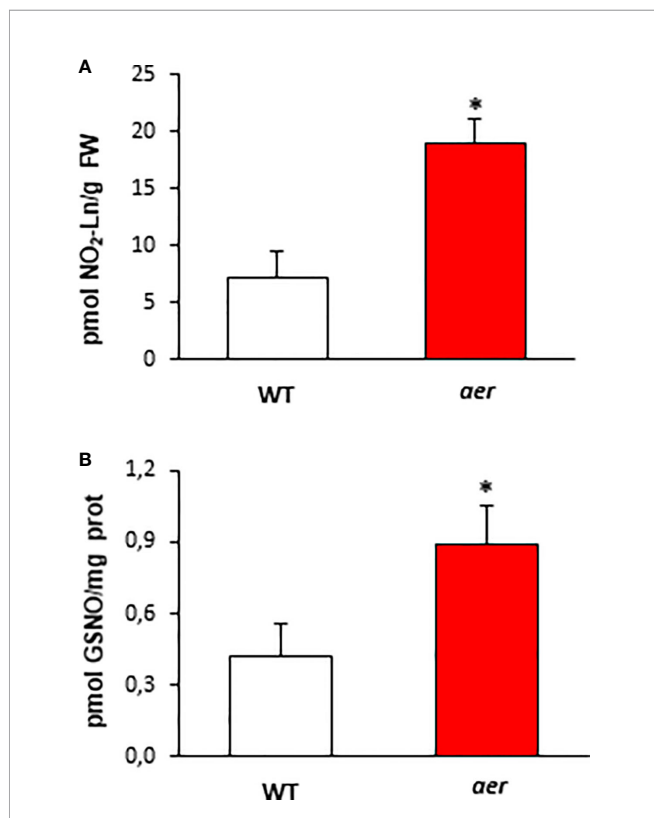 A
pmol NO₂-Ln/g FW
25
20
15
10
5
0
*
WT
aer
B
pmol GSNO/mg prot
1,2
0,9
0,6
0,3
0,0
*
WT
aer